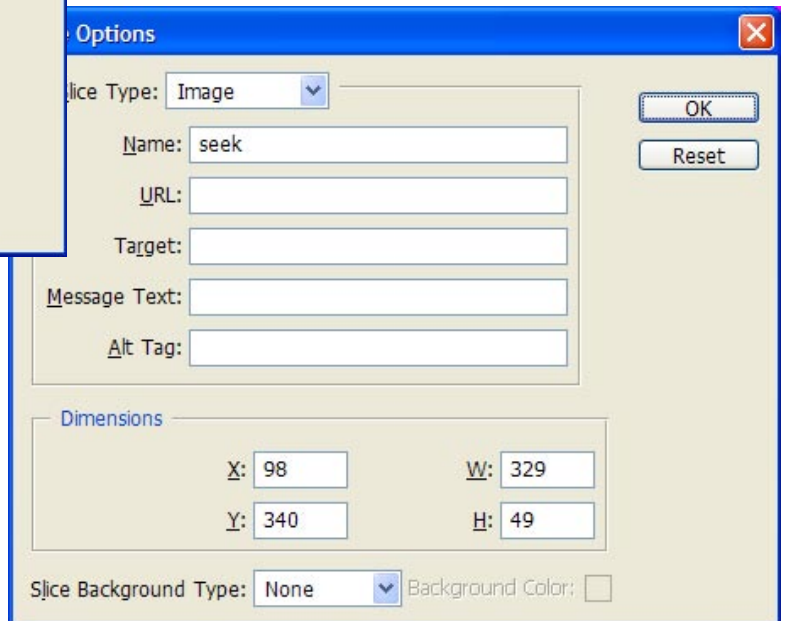 Options
lice Type: Image
OK
Name: seek
Reset
URL:
Target:
Message Text:
Alt Tag:
Dimensions
X: 98 W: 329
Y: 340 H: 49
Slice Background Type: None Background Color: